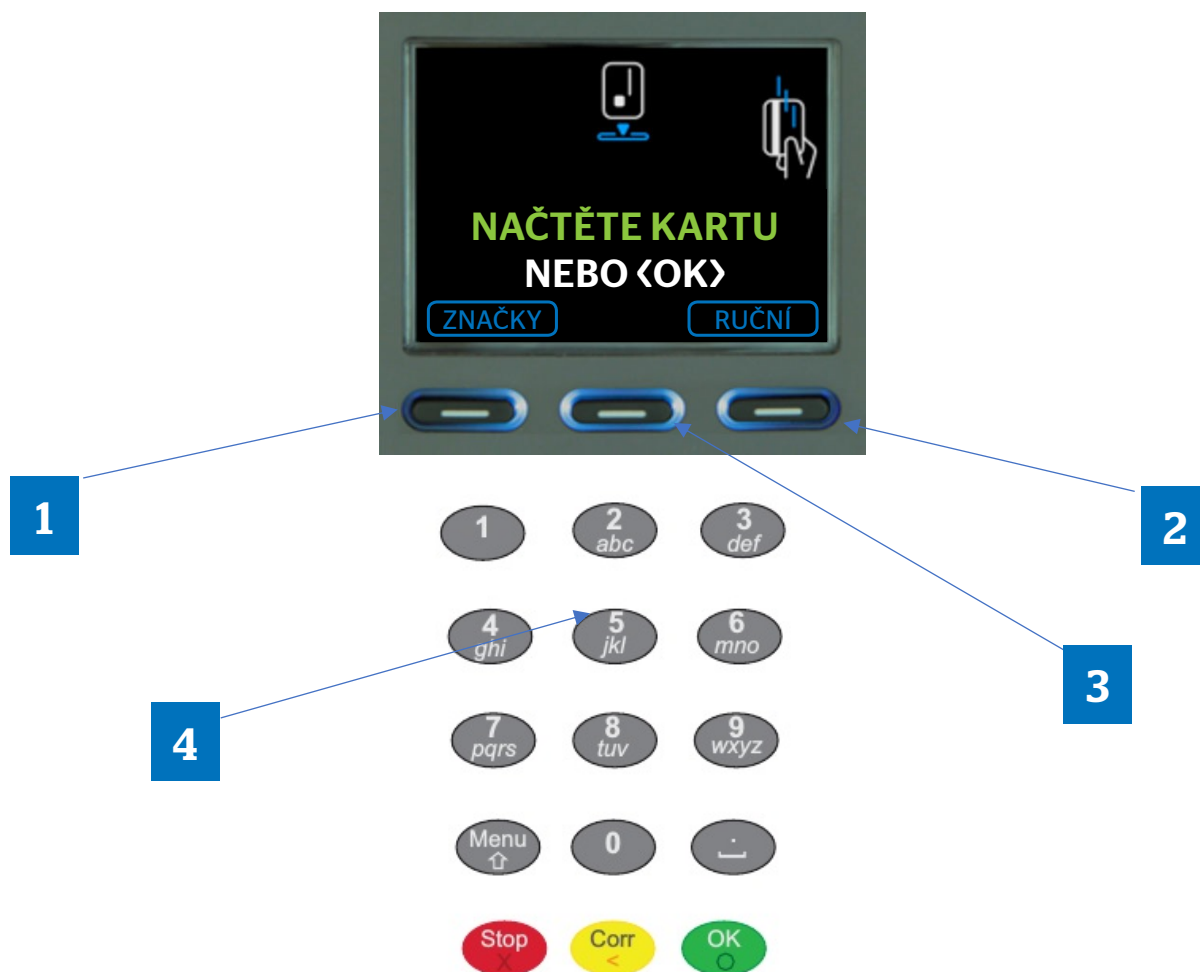 NAČTĚTE KARTU
NEBO <OK>
ZNAČKY RUČNÍ
1
2
3
4
1
2
abc
3
def
4
ghi
5
jkl
6
mno
7
pqrs
8
tuv
9
wxyz
Menu
0
.
Stop
X
Corr
<
OK
O